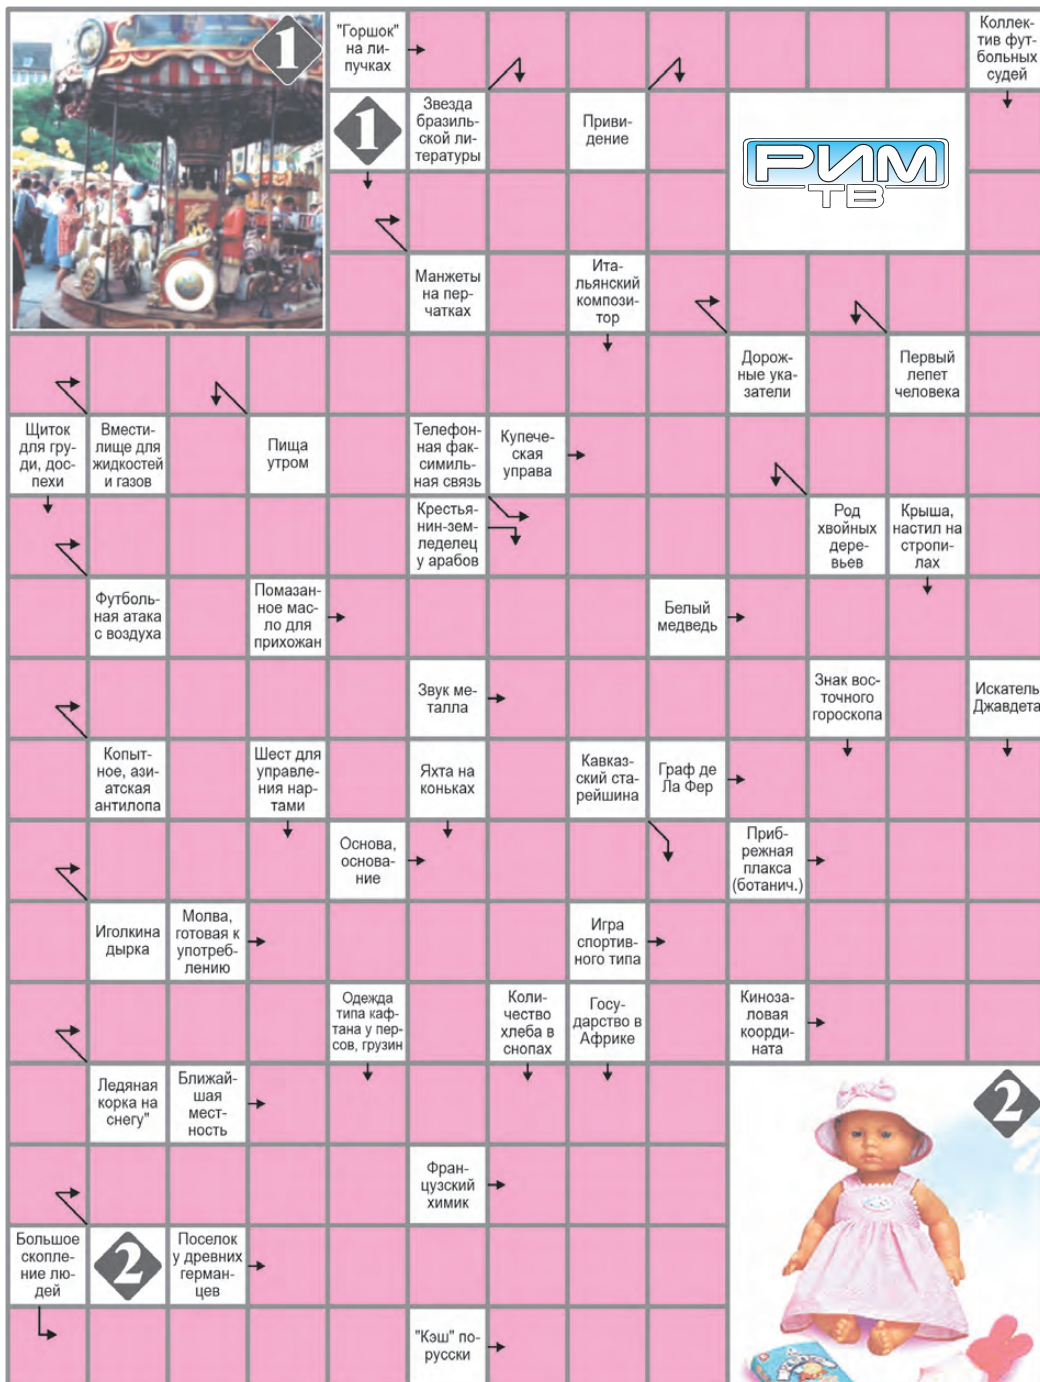 1
"Горшок"
на ли-
пучках
Коллек-
тив фут-
больных
судей
1
Звезда
бразиль-
ской ли-
тературы
Приви-
дение
РИМ
ТВ
Манжеты
на пер-
чатках
Ита-
льянский
компози-
тор
Дорож-
ные ука-
затели
Первый
лепет
человека
Щиток
для гру-
ди, дос-
пехи
Вмести-
лище для
жидкостей
и газов
Пища
утром
Телефон-
ная фак-
симиль-
ная связь
Купече-
ская
управа
Крестья-
нин-зем-
леделец
у арабов
Род
хвойных
дере-
вьев
Крыша,
настил на
стропи-
лах
Футболь-
ная атака
с воздуха
Помазан-
ное мас-
ло для
прихожан
Белый
медведь
Звук ме-
талла
Знак вос-
точного
гороскопа
Искатель
Джавдета
Копыт-
ное, ази-
атская
антилопа
Шест для
управле-
ния нар-
тами
Яхта на
коньках
Кавказ-
ский ста-
рейшина
Граф де
Ла Фер
Основа,
основа-
ние
Приб-
режная
плакса
(ботанич.)
Иголкина
дырка
Молва,
готовая к
употреб-
лению
Игра
спортив-
ного типа
Одежда
типа каф-
тана у пер-
сов, грузин
Коли-
чество
хлеба в
снопах
Госу-
дарство в
Африке
Киноза-
ловая
коорди-
ната
Ледяная
корка на
снегу"
Ближай-
шая
мест-
ность
2
Фран-
цузский
химик
Большое
скопле-
ние лю-
дей
2
Поселок
у древних
герман-
цев
"Кэш" по-
русски